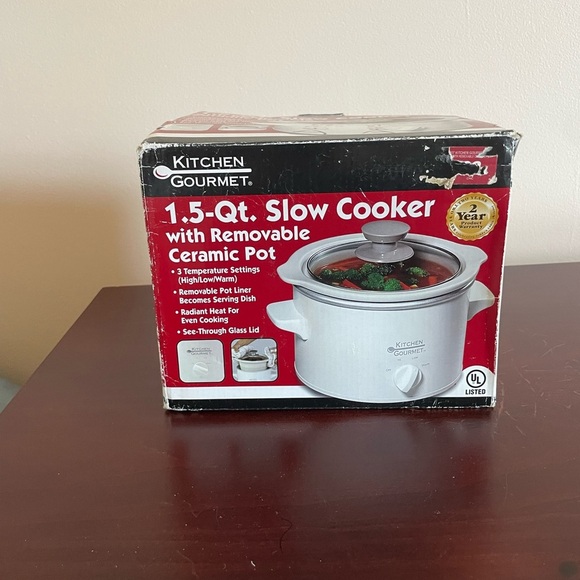 KITCHEN
GOURMET®
1.5-Qt. Slow Cooker
with Removable
Ceramic Pot
• 3 Temperature Settings
(High/Low/Warm)
• Removable Pot Liner
Becomes Serving Dish
• Radiant Heat For
Even Cooking
• See-Through Glass Lid
2
Year
Product
Warranty
KITCHEN
GOURMET®
UL
LISTED